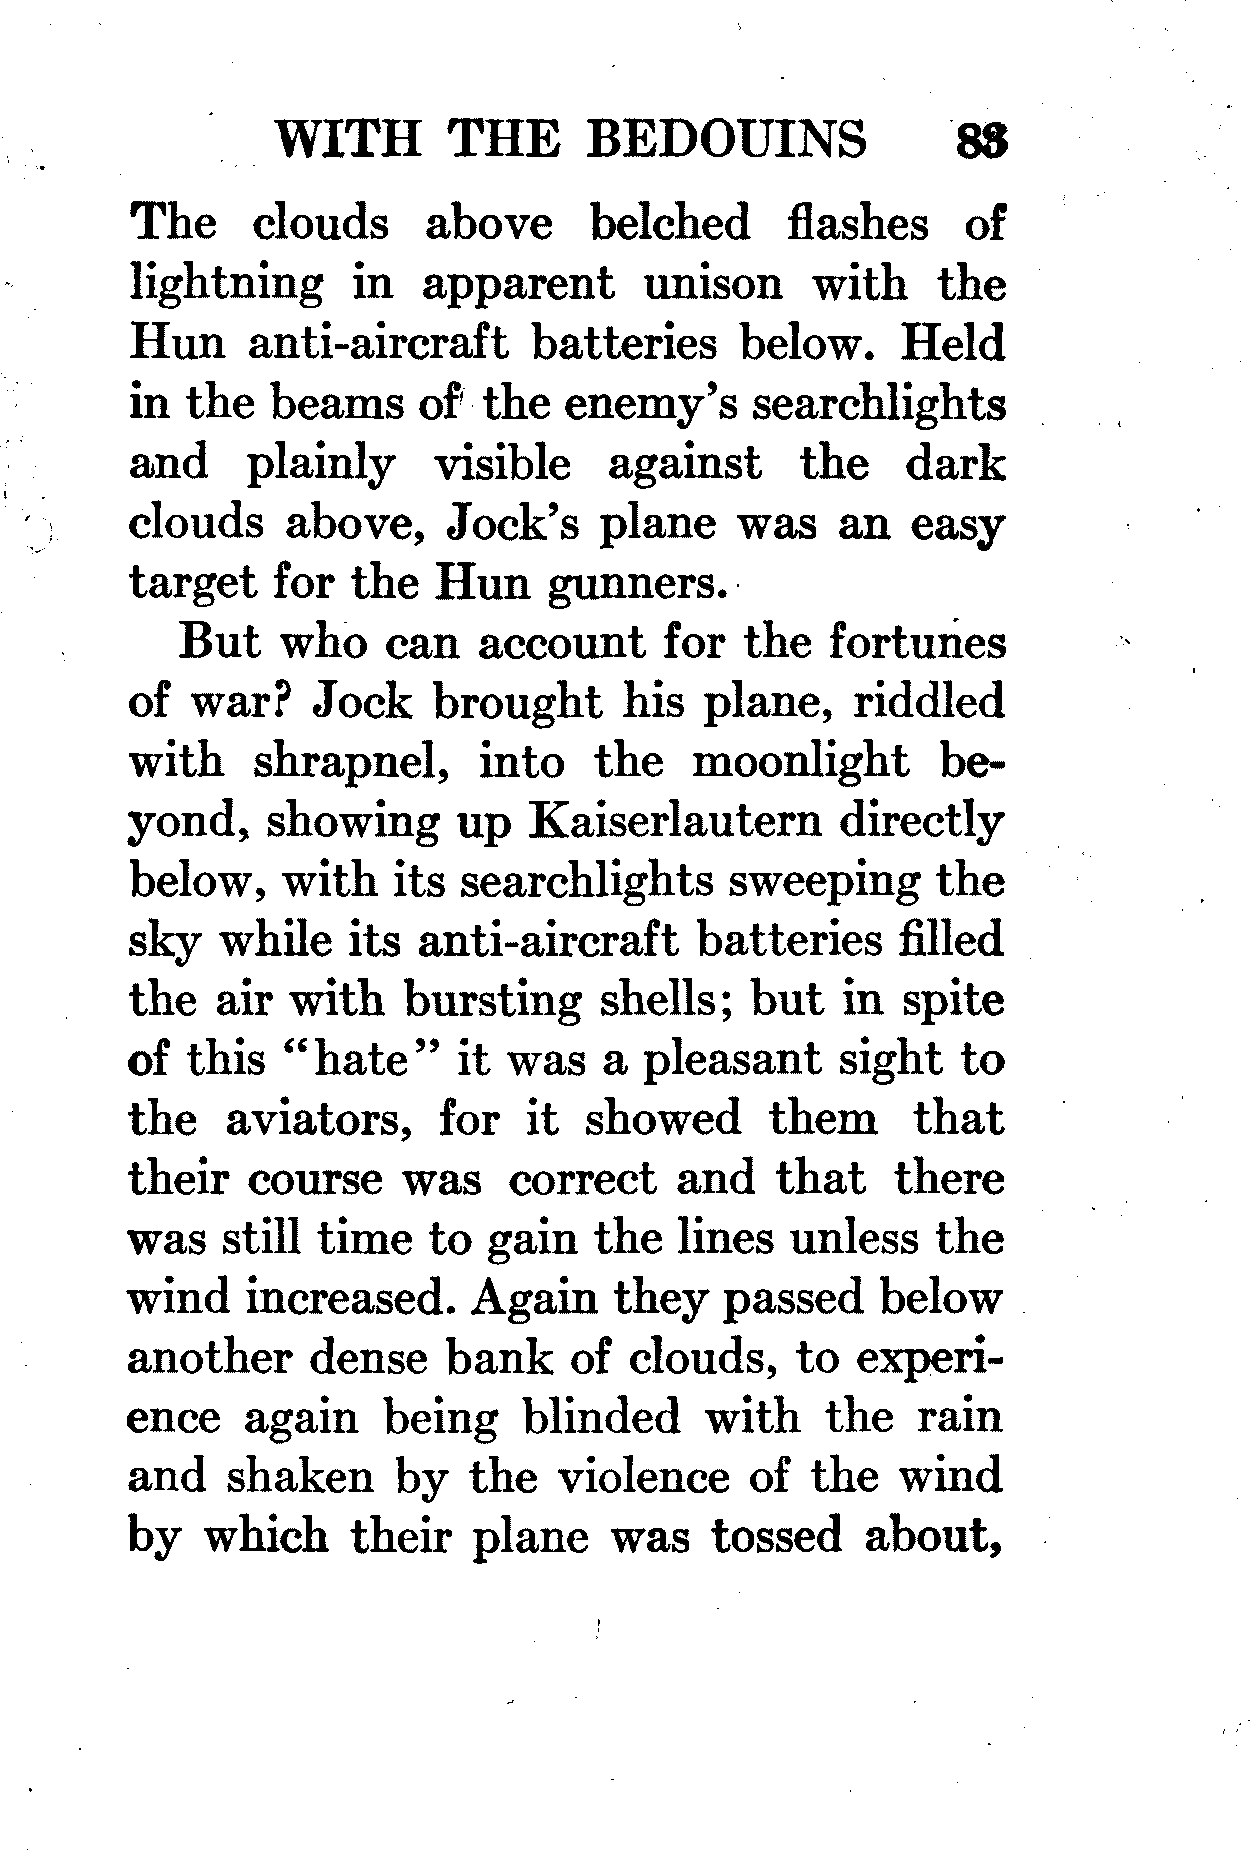 WITH THE BEDOUINS 83
The clouds above belched flashes of
lightning in apparent unison with the
Hun anti-aircraft batteries below. Held
in the beams of the enemy's searchlights
and plainly visible against the dark
clouds above, Jock's plane was an easy
target for the Hun gunners.
But who can account for the fortunes
of war? Jock brought his plane, riddled
with shrapnel, into the moonlight be-
yond, showing up Kaiserlautern directly
below, with its searchlights sweeping the
sky while its anti-aircraft batteries filled
the air with bursting shells; but in spite
of this "hate" it was a pleasant sight to
the aviators, for it showed them that
their course was correct and that there
was still time to gain the lines unless the
wind increased. Again they passed below
another dense bank of clouds, to experi-
ence again being blinded with the rain
and shaken by the violence of the wind
by which their plane was tossed about,